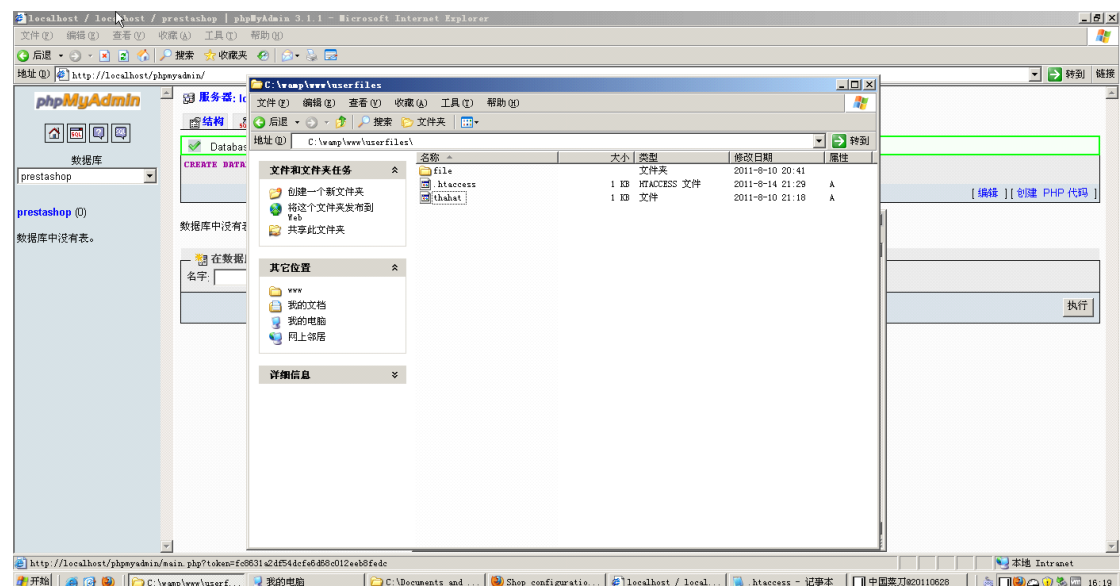 localhost / localhost / prestashop | phpMyAdmin 3.1.1 - Microsoft Internet Explorer
文件(F) 编辑(E) 查看(V) 收藏(A) 工具(T) 帮助(H)
后退 搜索 收藏夹
地址(D) http://localhost/phpmyadmin/ 转到 链接
phpMyAdmin
数据库
prestashop
prestashop (0)
数据库中没有表。
服务器: lo
结构
Databas
CREATE DATA
[ 编辑 ] [ 创建 PHP 代码 ]
数据库中没有表
在数据库
名字:
执行
C:\wamp\www\userfiles
文件(F) 编辑(E) 查看(V) 收藏(A) 工具(T) 帮助(H)
后退 搜索 文件夹
地址(D) C:\wamp\www\userfiles\ 转到
文件和文件夹任务
创建一个新文件夹
将这个文件夹发布到
Web
共享此文件夹
其它位置
www
我的文档
我的电脑
网上邻居
详细信息
名称 大小 类型 修改日期 属性
file 文件夹 2011-8-10 20:41
.htaccess 1 KB HTACCESS 文件 2011-8-14 21:29 A
thahat 1 KB 文件 2011-8-10 21:18 A
http://localhost/phpmyadmin/main.php?token=fc8631a2df54dcfe6d68c012eeb8fedc 本地 Intranet
开始 C:\wamp\www\userf... 我的电脑 C:\Documents and ... Shop configuratio... localhost / local... .htaccess - 记事本 中国菜刀@20110628 16:19